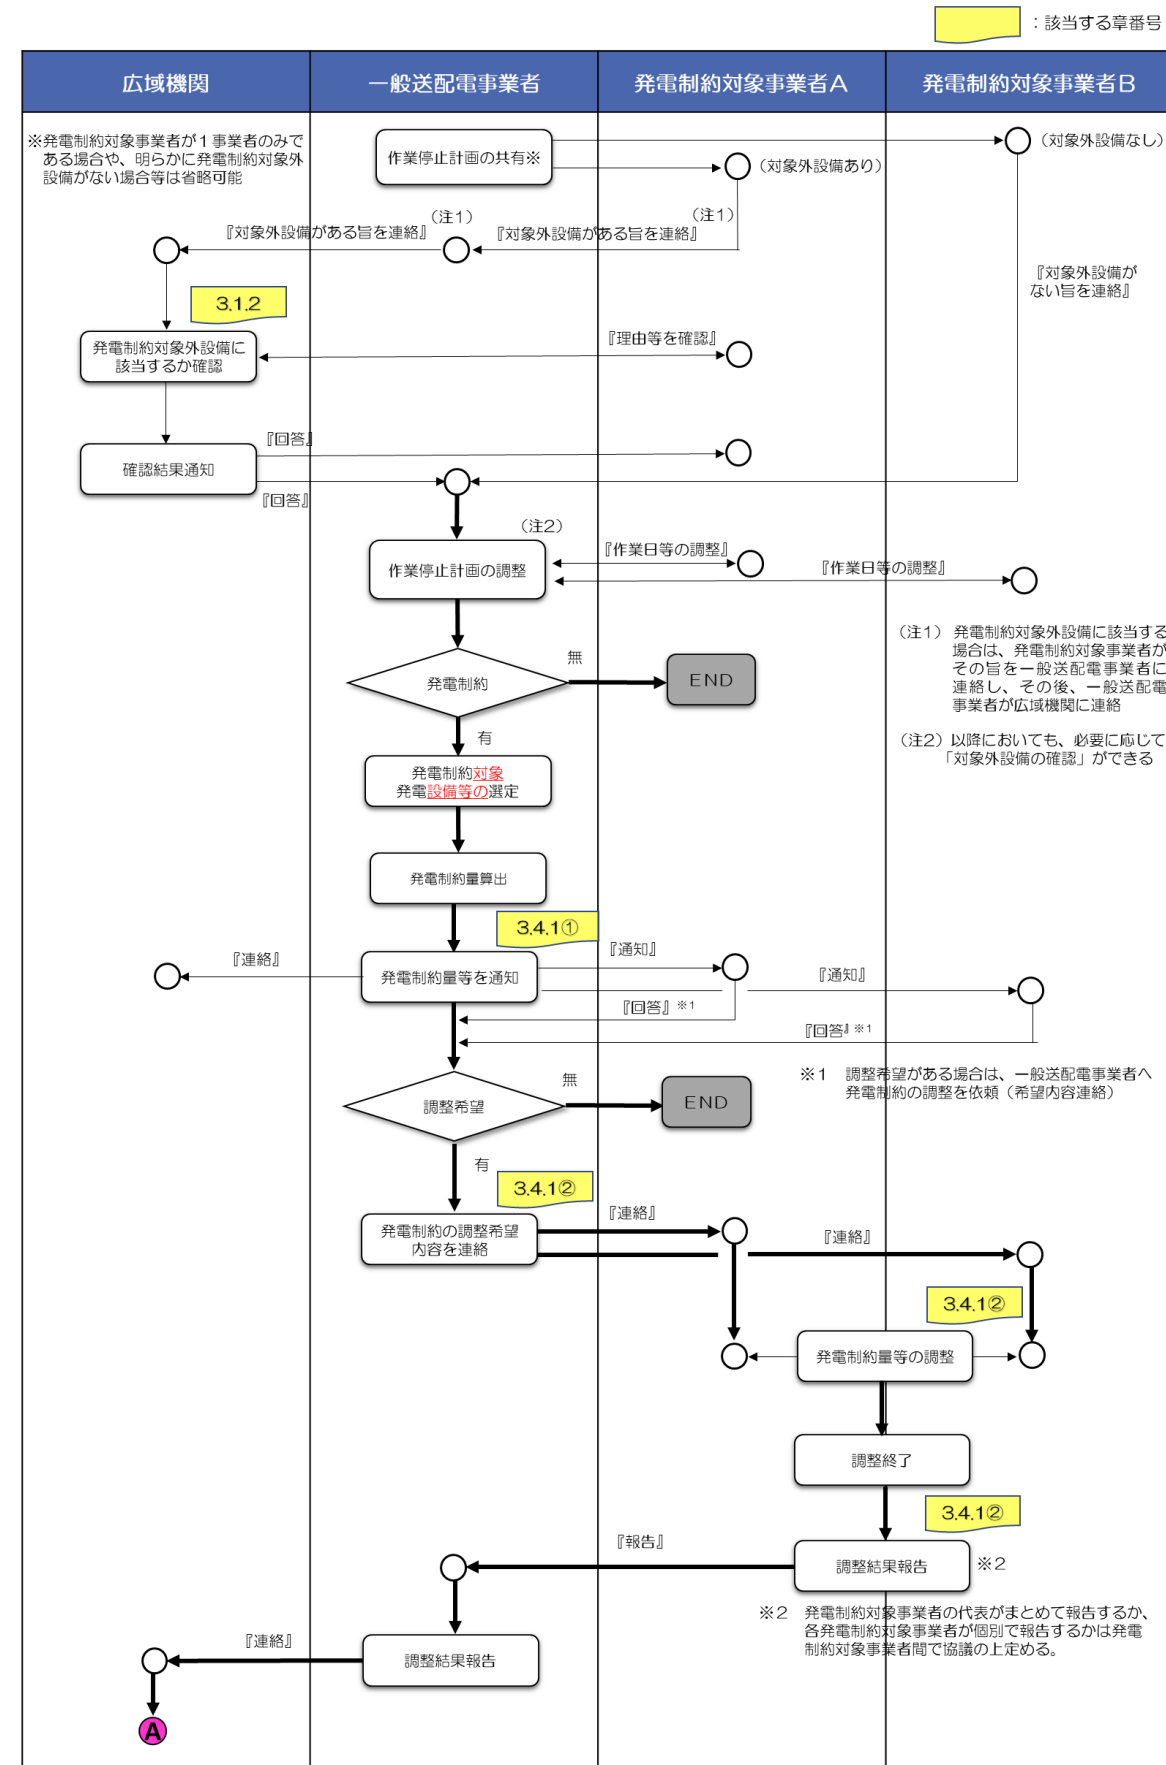 ：該当する章番号
広域機関
一般送配電事業者
発電制約対象事業者A
発電制約対象事業者B
※発電制約対象事業者が１事業者のみで
ある場合や、明らかに発電制約対象外
設備がない場合等は省略可能
作業停止計画の共有※
（対象外設備なし）
（対象外設備あり）
（注1）
（注1）
『対象外設備がある旨を連絡』
『対象外設備がある旨を連絡』
『対象外設備が
ない旨を連絡』
3.1.2
発電制約対象外設備に
該当するか確認
『理由等を確認』
『回答』
確認結果通知
『回答』
（注2）
作業停止計画の調整
『作業日等の調整』
『作業日等の調整』
（注1） 発電制約対象外設備に該当する
場合は、発電制約対象事業者が
その旨を一般送配電事業者に
連絡し、その後、一般送配電
事業者が広域機関に連絡
（注2）以降においても、必要に応じて
「対象外設備の確認」ができる
発電制約
無
END
有
発電制約対象
発電設備等の選定
発電制約量算出
3.4.1①
『連絡』
発電制約量等を通知
『通知』
『通知』
『回答』※1
『回答』※1
※1 調整希望がある場合は、一般送配電事業者へ
発電制約の調整を依頼（希望内容連絡）
調整希望
無
END
有
3.4.1②
発電制約の調整希望
内容を連絡
『連絡』
『連絡』
3.4.1②
発電制約量等の調整
調整終了
3.4.1②
『報告』
調整結果報告
※2
※2 発電制約対象事業者の代表がまとめて報告するか、
各発電制約対象事業者が個別で報告するかは発電
制約対象事業者間で協議の上定める。
『連絡』
調整結果報告
A